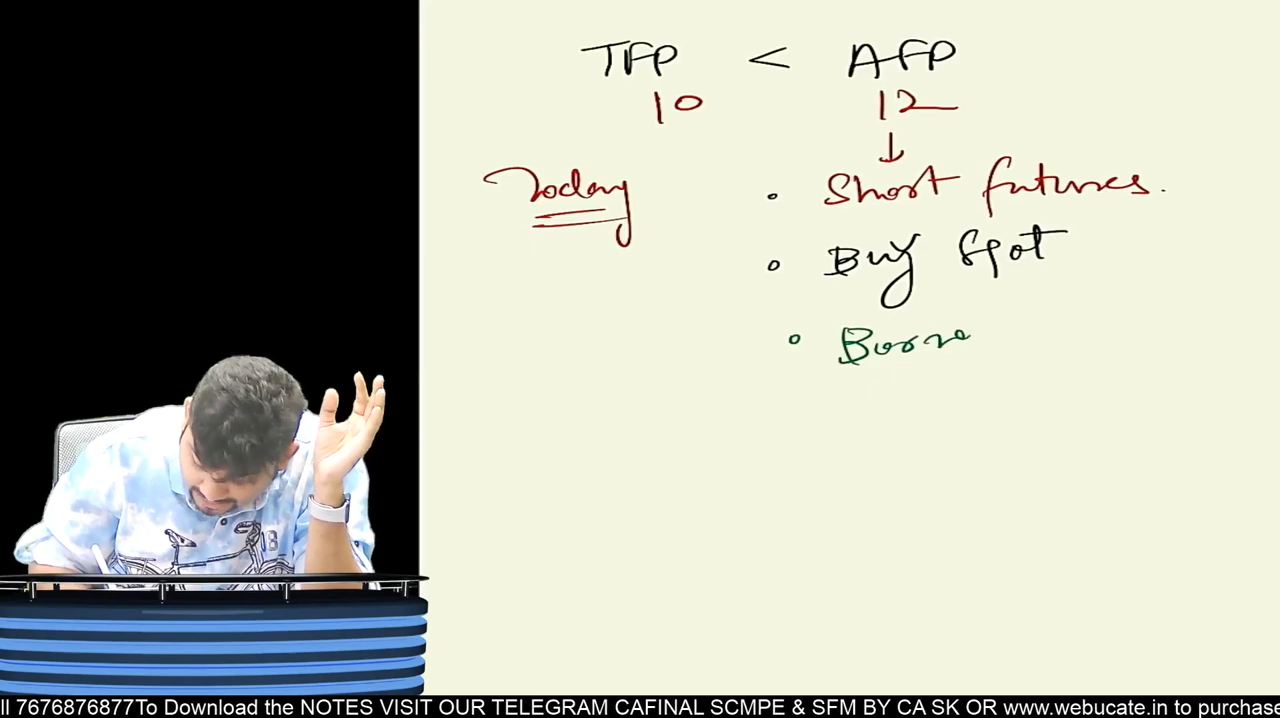 TFP < AFP
10 12
↓
Today • Short futures.
• Buy Spot
• Borro
ll 7676876877To Download the NOTES VISIT OUR TELEGRAM CAFINAL SCMPE & SFM BY CA SK OR www.webucate.in to purchase